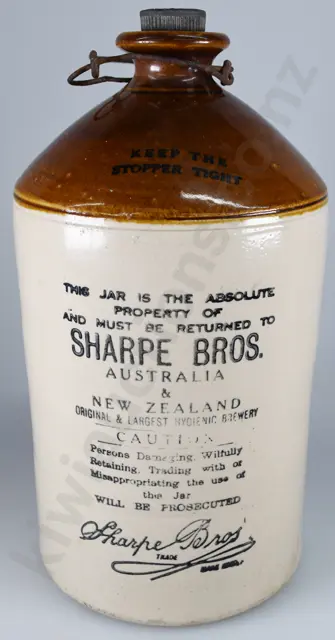 KEEP THE
STOPPER TIGHT
THIS JAR IS THE ABSOLUTE
PROPERTY OF
AND MUST BE RETURNED TO
SHARPE BROS.
AUSTRALIA
&
NEW ZEALAND
ORIGINAL & LARGEST HYGIENIC BREWERY
CAUTION
Persons Damaging, Wilfully
Retaining, Trading with or
Misappropriating the use of
this Jar
WILL BE PROSECUTED
Sharpe Bros
TRADE